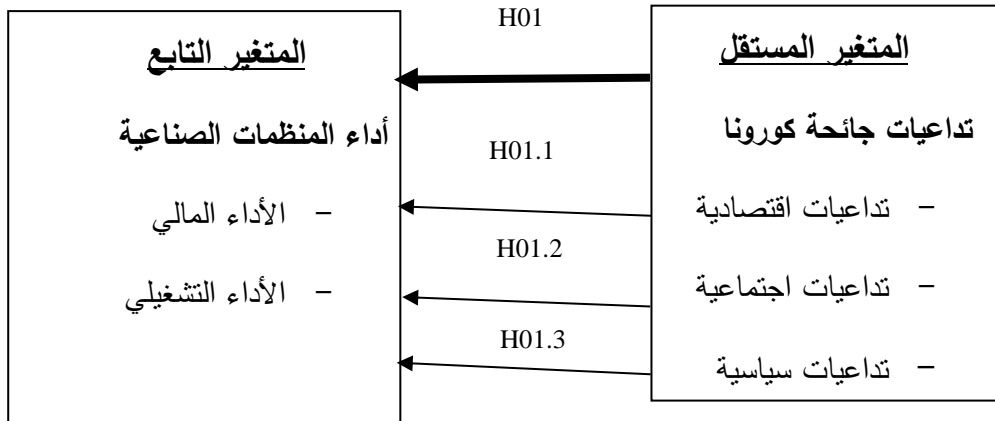 المتغير المستقل
تداعيات جائحة كورونا
– تداعيات اقتصادية
– تداعيات اجتماعية
– تداعيات سياسية
H01
H01.1
H01.2
H01.3
المتغير التابع
أداء المنظمات الصناعية
– الأداء المالي
– الأداء التشغيلي